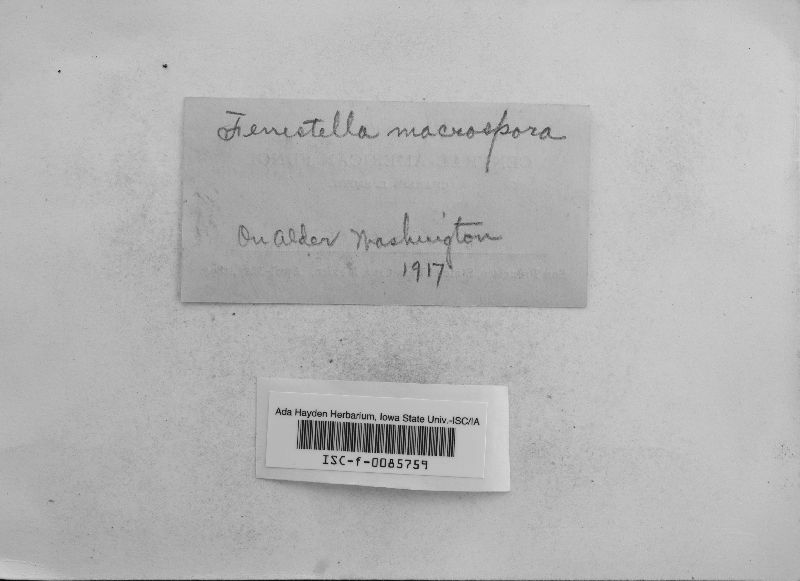 Fenestella macrospora
On Alder Washington
1917
Ada Hayden Herbarium, Iowa State Univ.-ISC/IA
ISC-f-0085759